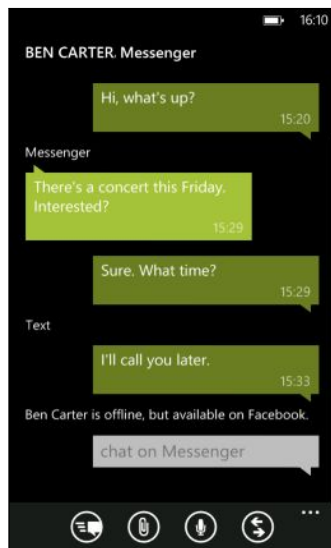 16:10
BEN CARTER. Messenger
Hi, what's up?
15:20
Messenger
There's a concert this Friday.
Interested?
15:29
Sure. What time?
15:29
Text
I'll call you later.
15:33
Ben Carter is offline, but available on Facebook.
chat on Messenger